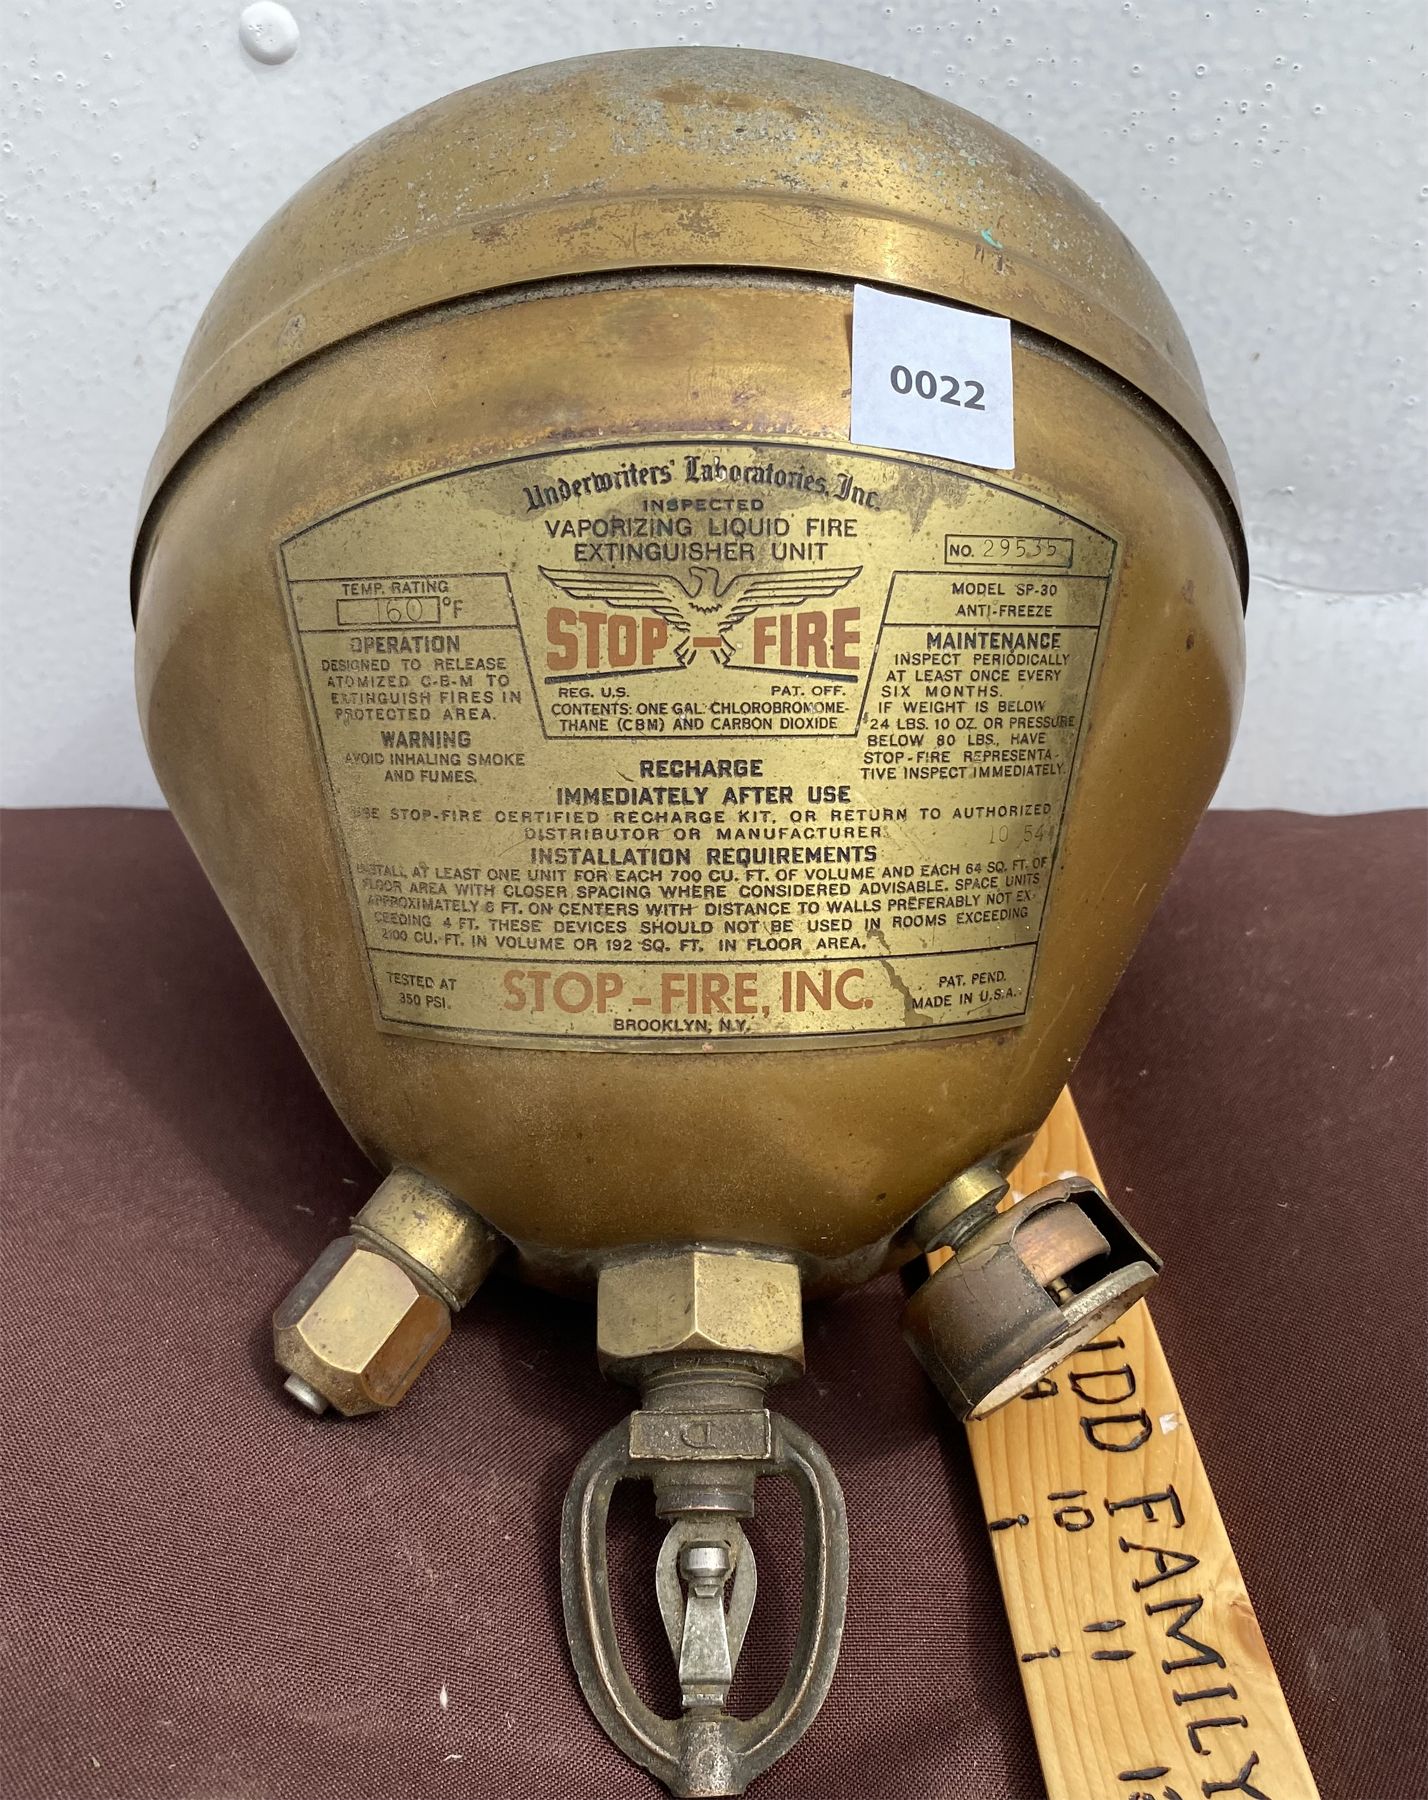 0022
Underwriters' Laboratories, Inc.
INSPECTED
VAPORIZING LIQUID FIRE
EXTINGUISHER UNIT
NO. 29535
TEMP. RATING
160 °F
OPERATION
DESIGNED TO RELEASE
ATOMIZED C-B-M TO
EXTINGUISH FIRES IN
PROTECTED AREA.
WARNING
AVOID INHALING SMOKE
AND FUMES.
STOP-FIRE
REG. U.S. PAT. OFF.
CONTENTS: ONE GAL. CHLOROBROMOME-
THANE (CBM) AND CARBON DIOXIDE
MODEL SP-30
ANTI-FREEZE
MAINTENANCE
INSPECT PERIODICALLY
AT LEAST ONCE EVERY
SIX MONTHS.
IF WEIGHT IS BELOW
24 LBS. 10 OZ. OR PRESSURE
BELOW 80 LBS., HAVE
STOP-FIRE REPRESENTA-
TIVE INSPECT IMMEDIATELY.
RECHARGE
IMMEDIATELY AFTER USE
USE STOP-FIRE CERTIFIED RECHARGE KIT, OR RETURN TO AUTHORIZED
DISTRIBUTOR OR MANUFACTURER
10 54
INSTALLATION REQUIREMENTS
INSTALL AT LEAST ONE UNIT FOR EACH 700 CU. FT. OF VOLUME AND EACH 64 SQ. FT. OF
FLOOR AREA WITH CLOSER SPACING WHERE CONSIDERED ADVISABLE. SPACE UNITS
APPROXIMATELY 8 FT. ON CENTERS WITH DISTANCE TO WALLS PREFERABLY NOT EX-
CEEDING 4 FT. THESE DEVICES SHOULD NOT BE USED IN ROOMS EXCEEDING
2100 CU. FT. IN VOLUME OR 192 SQ. FT. IN FLOOR AREA.
TESTED AT
350 PSI.
STOP-FIRE, INC.
BROOKLYN, N.Y.
PAT. PEND.
MADE IN U.S.A.
D
FAMILY
10
11